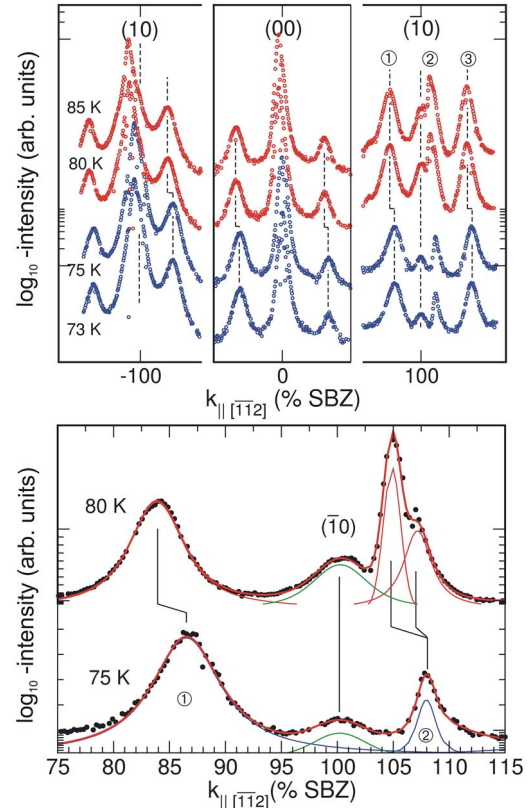 (10) (00) (1̅0)
① ② ③
85 K
80 K
75 K
73 K
log₁₀ -intensity (arb. units)
-100 0 100
k∥ [1̅1̅2] (% SBZ)
80 K
(1̅0)
75 K
① ②
log₁₀ -intensity (arb. units)
75 80 85 90 95 100 105 110 115
k∥ [1̅1̅2] (% SBZ)